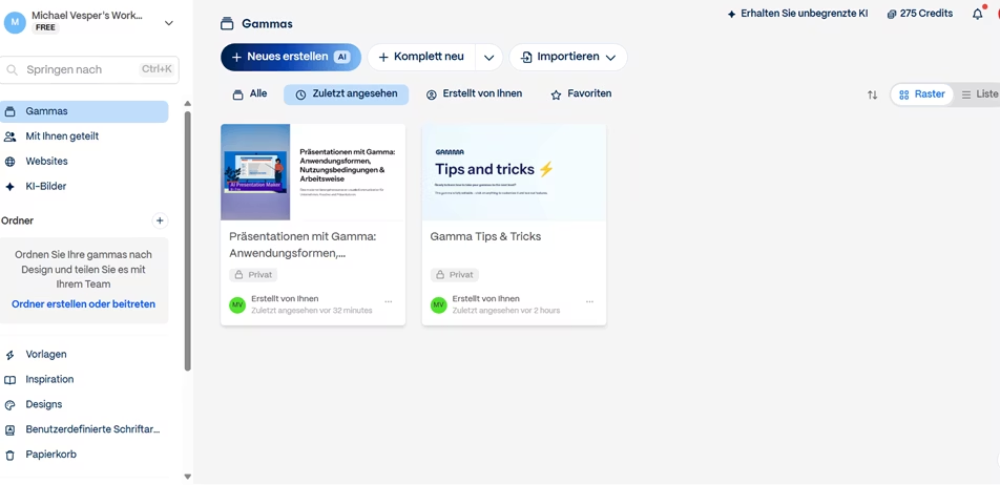 M
Michael Vesper's Work...
FREE
Springen nach
Ctrl+K
Gammas
Mit Ihnen geteilt
Websites
KI-Bilder
Ordner
Ordnen Sie Ihre gammas nach
Design und teilen Sie es mit
Ihrem Team
Ordner erstellen oder beitreten
Vorlagen
Inspiration
Designs
Benutzerdefinierte Schriftar...
Papierkorb
Erhalten Sie unbegrenzte KI
275 Credits
Gammas
Neues erstellen AI
Komplett neu
Importieren
Alle
Zuletzt angesehen
Erstellt von Ihnen
Favoriten
Raster
Liste
AI Presentation Maker
Präsentationen mit Gamma:
Anwendungsformen,
Nutzungsbedingungen &
Arbeitsweise
Präsentationen mit Gamma:
Anwendungsformen,...
Privat
MV
Erstellt von Ihnen
Zuletzt angesehen vor 32 minutes
...
GAMMA
Tips and tricks ⚡
Gamma Tips & Tricks
Privat
MV
Erstellt von Ihnen
Zuletzt angesehen vor 2 hours
...